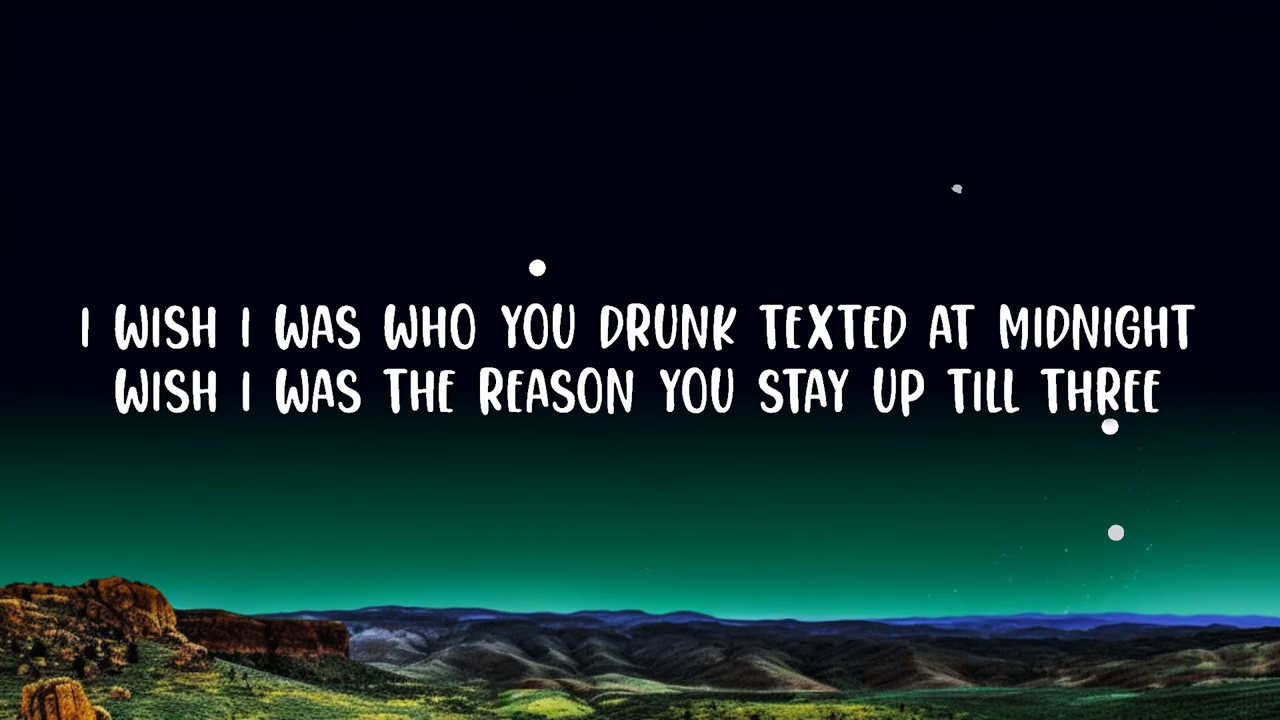 I WISH I WAS WHO YOU DRUNK TEXTED AT MIDNIGHT
WISH I WAS THE REASON YOU STAY UP TILL THREE